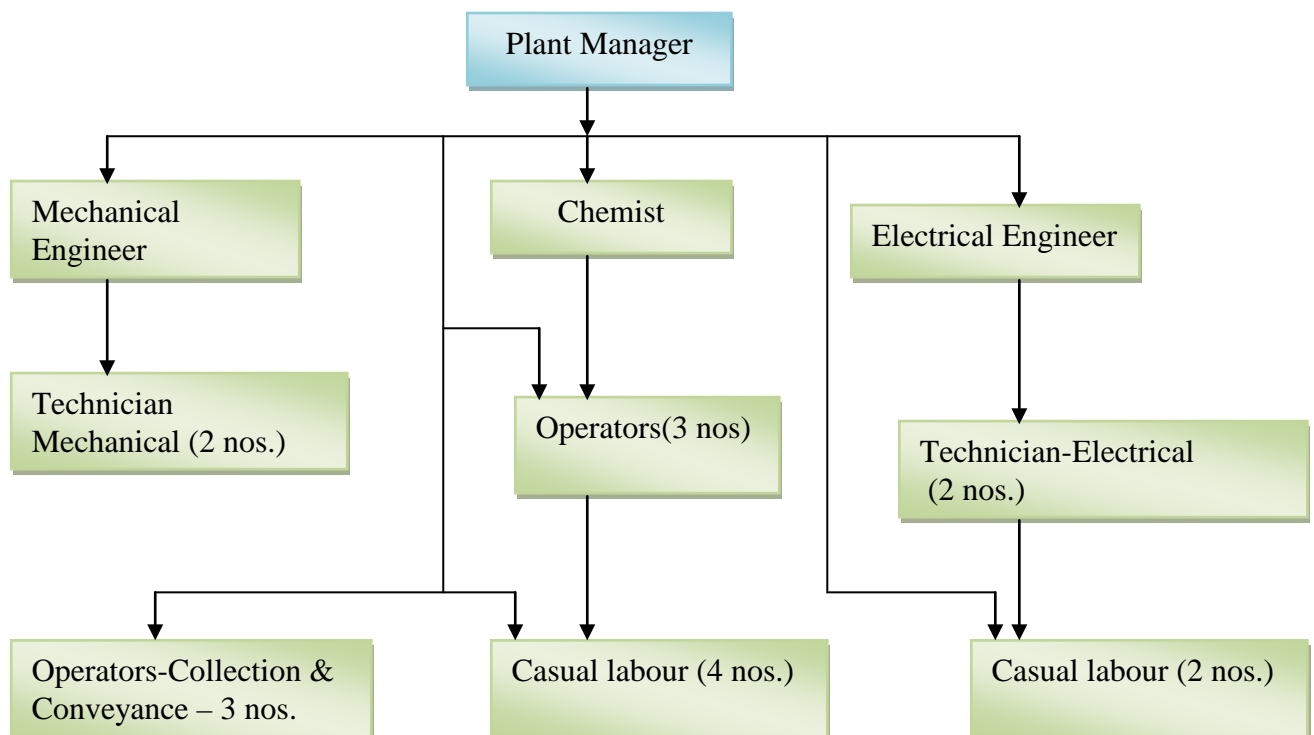 Plant Manager
Mechanical
Engineer
Chemist
Electrical Engineer
Technician
Mechanical (2 nos.)
Operators(3 nos)
Technician-Electrical
(2 nos.)
Operators-Collection &
Conveyance – 3 nos.
Casual labour (4 nos.)
Casual labour (2 nos.)